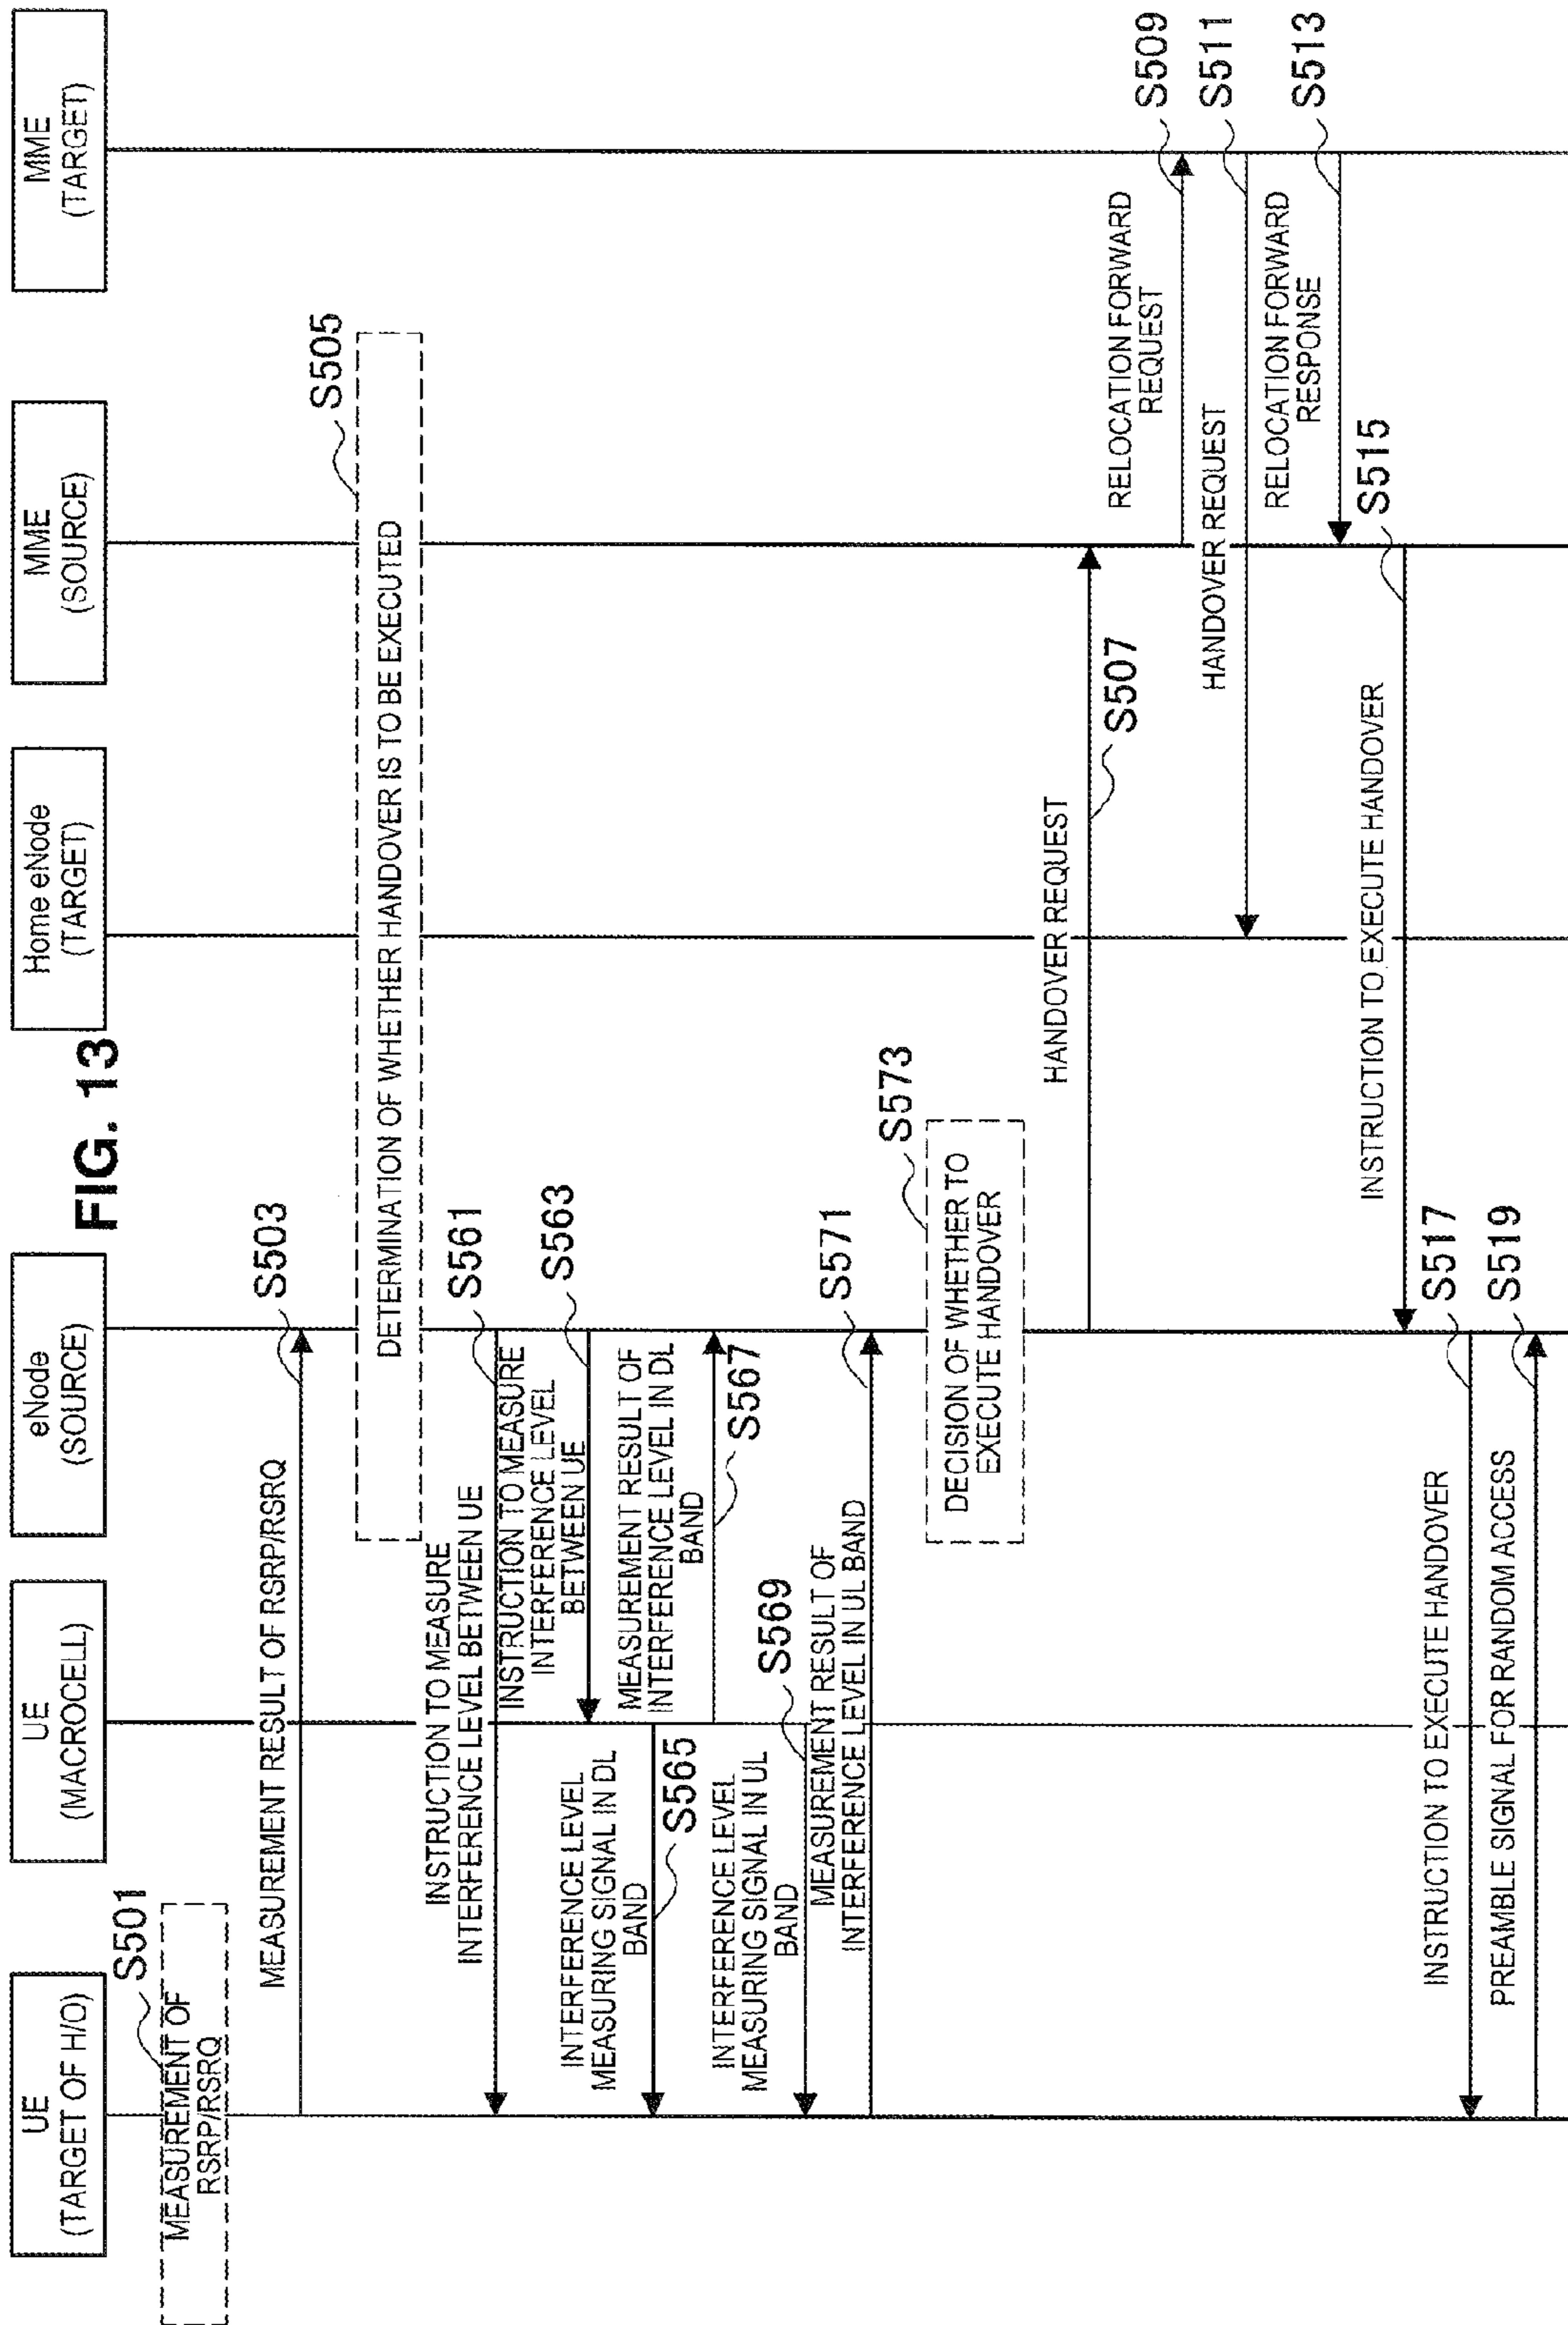 FIG. 13
UE
(TARGET OF H/O)
UE
(MACROCELL)
eNode
(SOURCE)
Home eNode
(TARGET)
MME
(SOURCE)
MME
(TARGET)
S501
MEASUREMENT OF
RSRP/RSRQ
MEASUREMENT RESULT OF RSRP/RSRQ
S503
S505
DETERMINATION OF WHETHER HANDOVER IS TO BE EXECUTED
INSTRUCTION TO MEASURE
INTERFERENCE LEVEL BETWEEN UE
S561
INSTRUCTION TO MEASURE
INTERFERENCE LEVEL
BETWEEN UE
S563
INTERFERENCE LEVEL
MEASURING SIGNAL IN DL
BAND
S565
MEASUREMENT RESULT OF
INTERFERENCE LEVEL IN DL
BAND
S567
INTERFERENCE LEVEL
MEASURING SIGNAL IN UL
BAND
S569
MEASUREMENT RESULT OF
INTERFERENCE LEVEL IN UL BAND
S571
S573
DECISION OF WHETHER TO
EXECUTE HANDOVER
HANDOVER REQUEST
S507
RELOCATION FORWARD
REQUEST
S509
HANDOVER REQUEST
S511
RELOCATION FORWARD
RESPONSE
S513
INSTRUCTION TO EXECUTE HANDOVER
S515
INSTRUCTION TO EXECUTE HANDOVER
S517
PREAMBLE SIGNAL FOR RANDOM ACCESS
S519